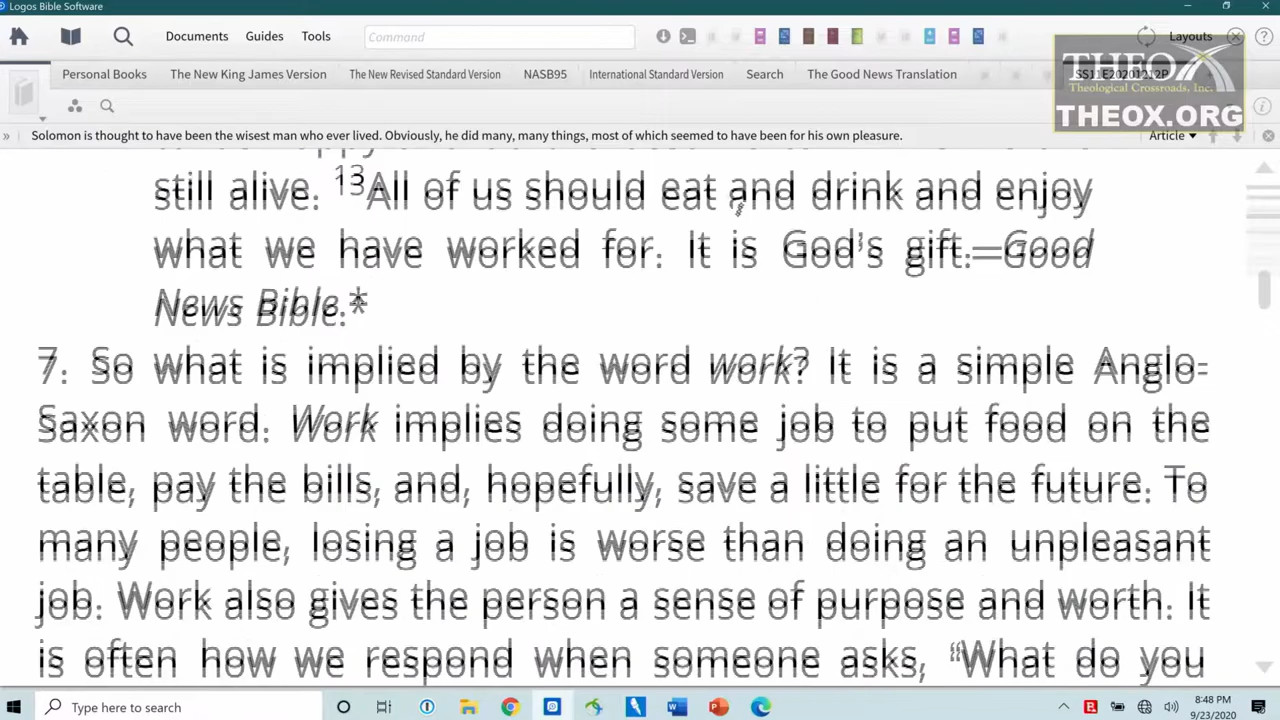 Logos Bible Software
Documents Guides Tools Command Layouts
Personal Books The New King James Version The New Revised Standard Version NASB95 International Standard Version Search The Good News Translation SS11E20201212P
THEOX
Theological Crossroads, Inc.
THEOX.ORG
Solomon is thought to have been the wisest man who ever lived. Obviously, he did many, many things, most of which seemed to have been for his own pleasure. Article
still alive. 13All of us should eat and drink and enjoy
what we have worked for. It is God’s gift.—Good
News Bible.*
7. So what is implied by the word work? It is a simple Anglo-
Saxon word. Work implies doing some job to put food on the
table, pay the bills, and, hopefully, save a little for the future. To
many people, losing a job is worse than doing an unpleasant
job. Work also gives the person a sense of purpose and worth. It
is often how we respond when someone asks, “What do you
Type here to search
8:48 PM
9/23/2020